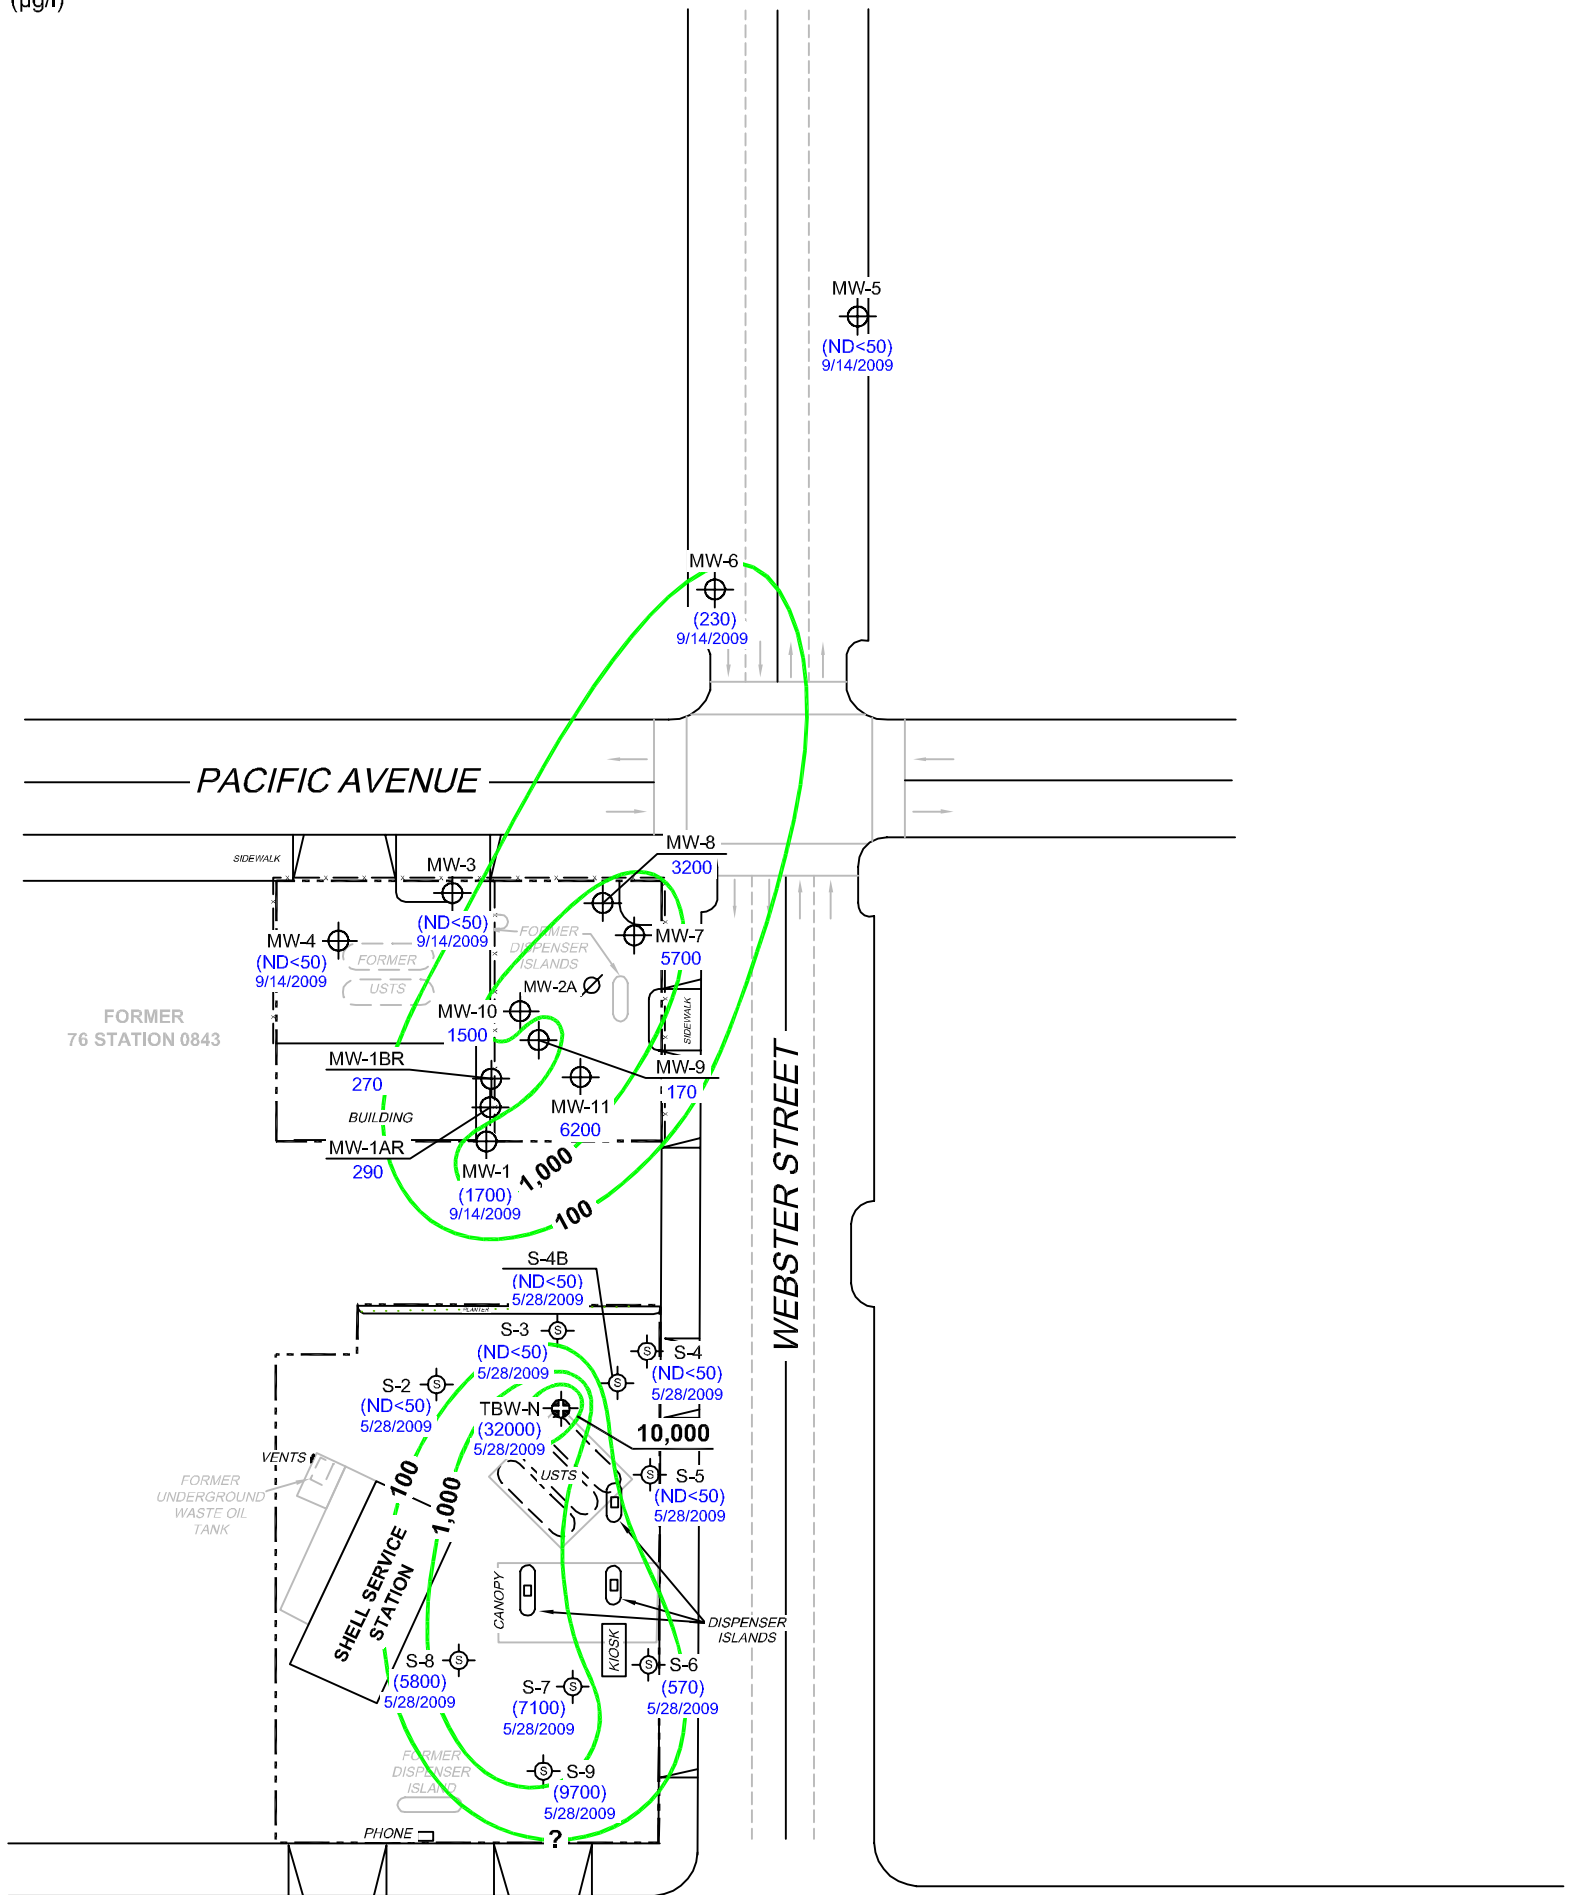 (µg/l)
MW-5
(ND<50)
9/14/2009
MW-6
(230)
9/14/2009
PACIFIC AVENUE
SIDEWALK
MW-3
(ND<50)
9/14/2009
MW-8
3200
MW-4
(ND<50)
9/14/2009
FORMER
USTS
FORMER
DISPENSER
ISLANDS
MW-7
5700
MW-2A
MW-10
1500
SIDEWALK
FORMER
76 STATION 0843
MW-1BR
270
MW-9
170
BUILDING
MW-11
6200
MW-1AR
290
MW-1
(1700)
9/14/2009
1,000
100
WEBSTER STREET
S-4B
(ND<50)
5/28/2009
PLANTER
S-3
(ND<50)
5/28/2009
S-4
(ND<50)
5/28/2009
S-2
(ND<50)
5/28/2009
TBW-N
(32000)
5/28/2009
10,000
VENTS
FORMER
UNDERGROUND
WASTE OIL
TANK
100
1,000
USTS
S-5
(ND<50)
5/28/2009
SHELL SERVICE
STATION
CANOPY
KIOSK
DISPENSER
ISLANDS
S-8
(5800)
5/28/2009
S-7
(7100)
5/28/2009
S-6
(570)
5/28/2009
FORMER
DISPENSER
ISLAND
S-9
(9700)
5/28/2009
PHONE
?
S
S
S
S
S
S
S
S
S